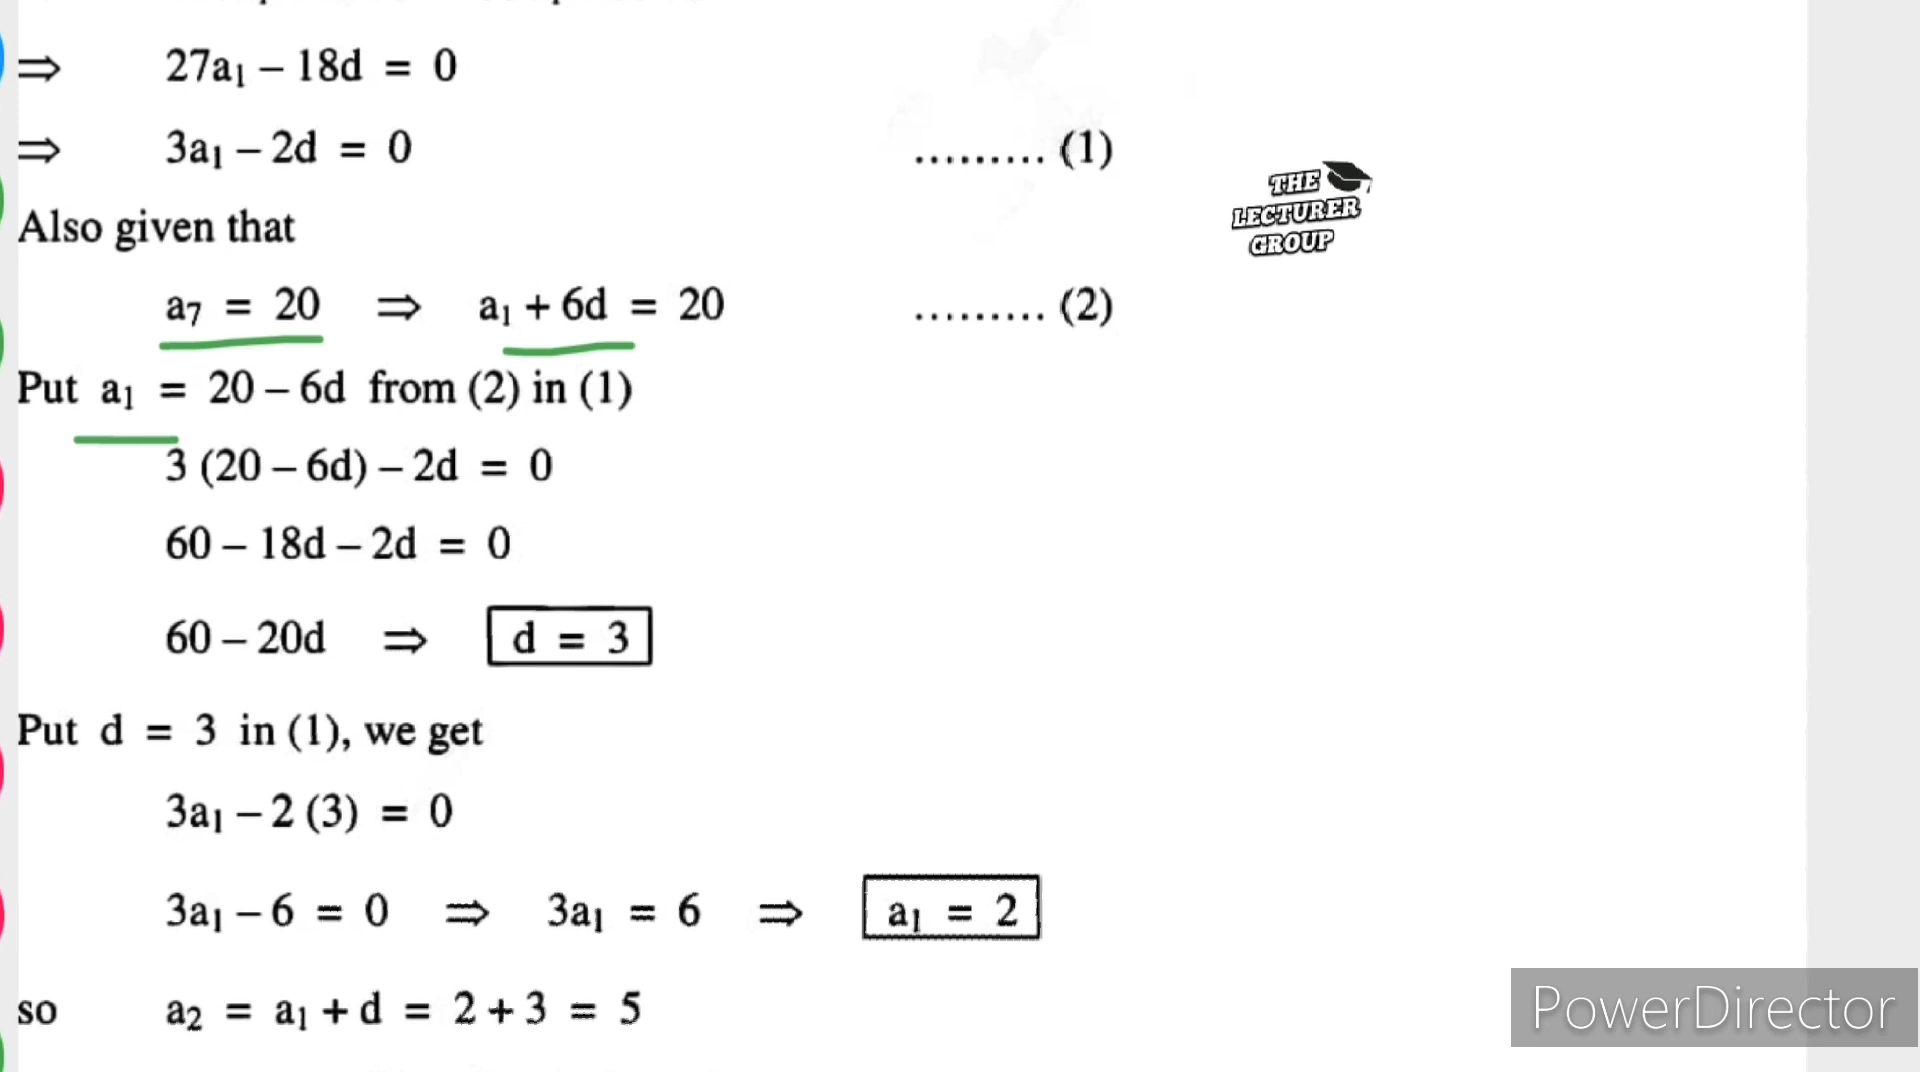 ⇒ 27a₁ – 18d = 0
⇒ 3a₁ – 2d = 0 ......... (1)
THE
LECTURER
GROUP
Also given that
a₇ = 20 ⇒ a₁ + 6d = 20 ......... (2)
Put a₁ = 20 – 6d from (2) in (1)
3 (20 – 6d) – 2d = 0
60 – 18d – 2d = 0
60 – 20d ⇒ d = 3
Put d = 3 in (1), we get
3a₁ – 2 (3) = 0
3a₁ – 6 = 0 ⇒ 3a₁ = 6 ⇒ a₁ = 2
so a₂ = a₁ + d = 2 + 3 = 5
PowerDirector